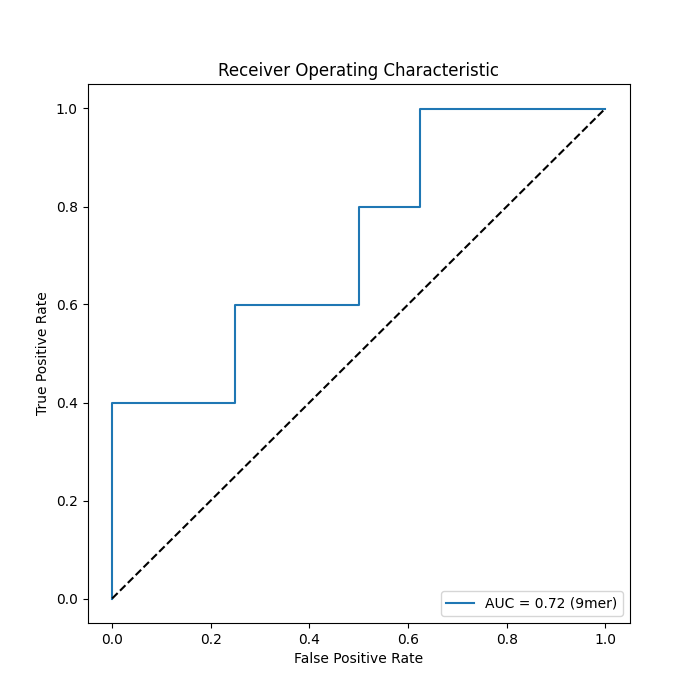 Receiver Operating Characteristic
1.0
0.8
0.6
0.4
0.2
0.0
True Positive Rate
AUC = 0.72 (9mer)
0.0 0.2 0.4 0.6 0.8 1.0
False Positive Rate